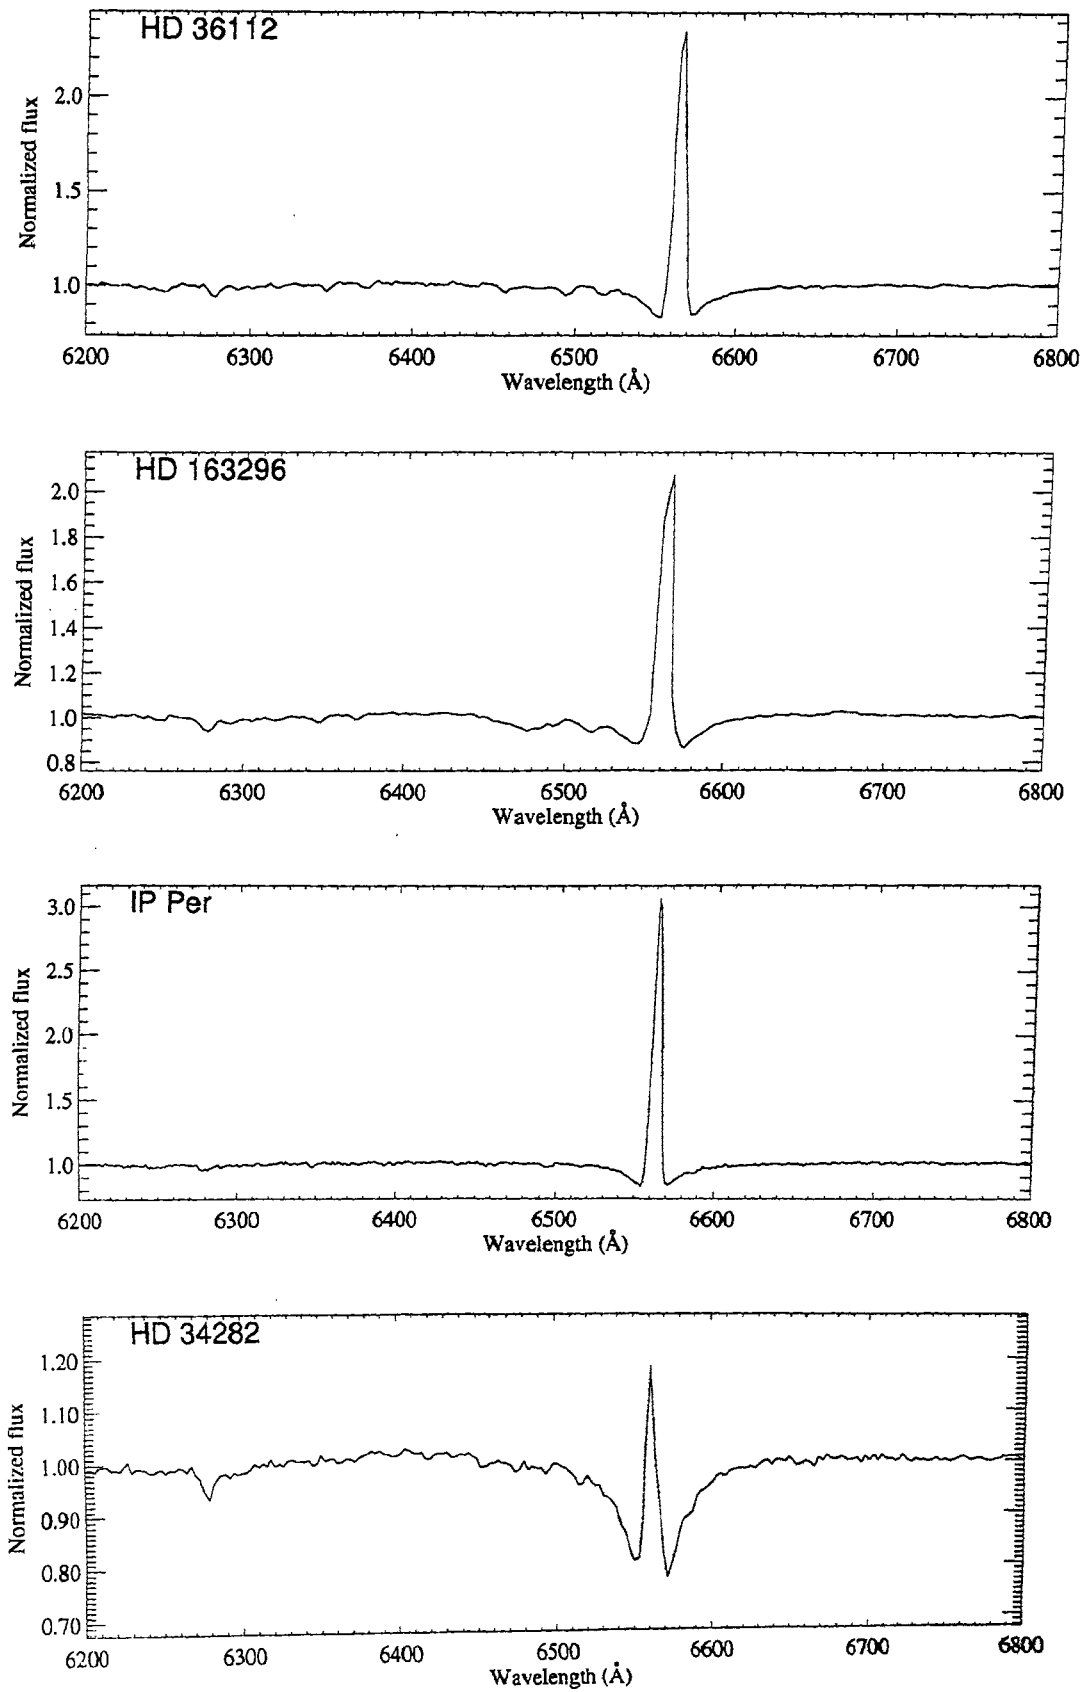 HD 36112
2.0
1.5
1.0
Normalized flux
6200 6300 6400 6500 6600 6700 6800
Wavelength (Å)
HD 163296
2.0
1.8
1.6
1.4
1.2
1.0
0.8
Normalized flux
6200 6300 6400 6500 6600 6700 6800
Wavelength (Å)
IP Per
3.0
2.5
2.0
1.5
1.0
Normalized flux
6200 6300 6400 6500 6600 6700 6800
Wavelength (Å)
HD 34282
1.20
1.10
1.00
0.90
0.80
0.70
Normalized flux
6200 6300 6400 6500 6600 6700 6800
Wavelength (Å)